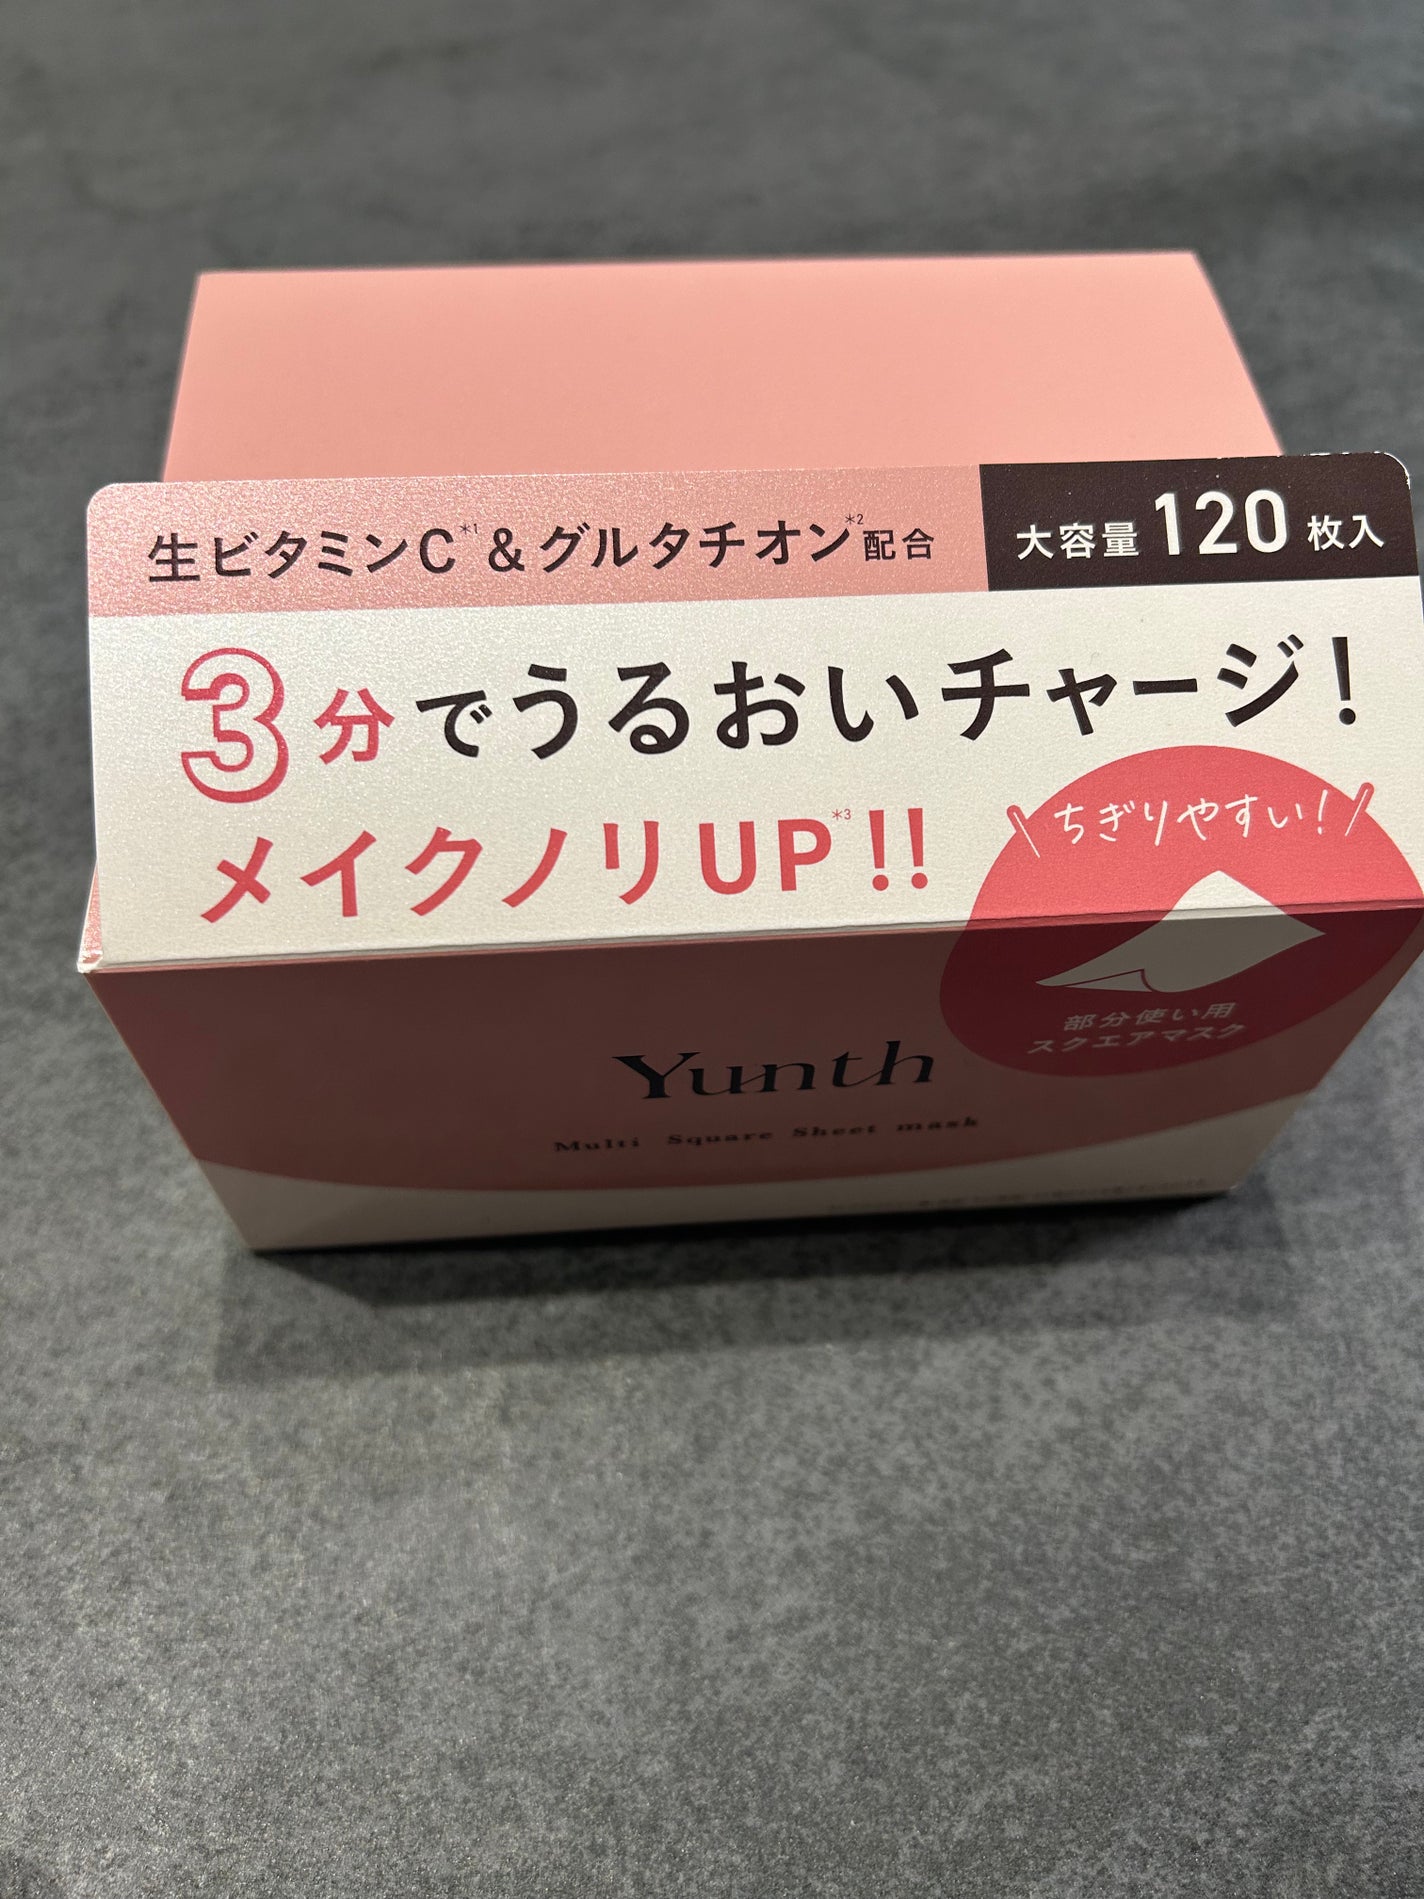 生ビタミンC*1&グルタチオン*2配合
大容量120枚入
3分でうるおいチャージ!
メイクノリUP*3!!
\ちぎりやすい!/
部分使い用
スクエアマスク
Yunth
Multi Square Sheet mask